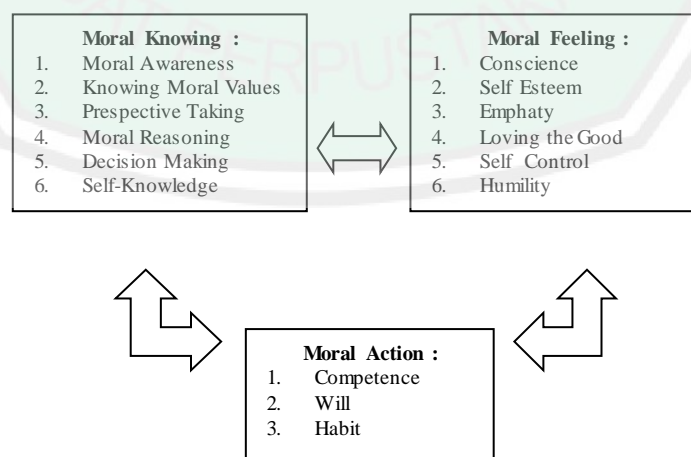 Moral Knowing :
1. Moral Awareness
2. Knowing Moral Values
3. Prespective Taking
4. Moral Reasoning
5. Decision Making
6. Self-Knowledge
Moral Feeling :
1. Conscience
2. Self Esteem
3. Emphaty
4. Loving the Good
5. Self Control
6. Humility
Moral Action :
1. Competence
2. Will
3. Habit